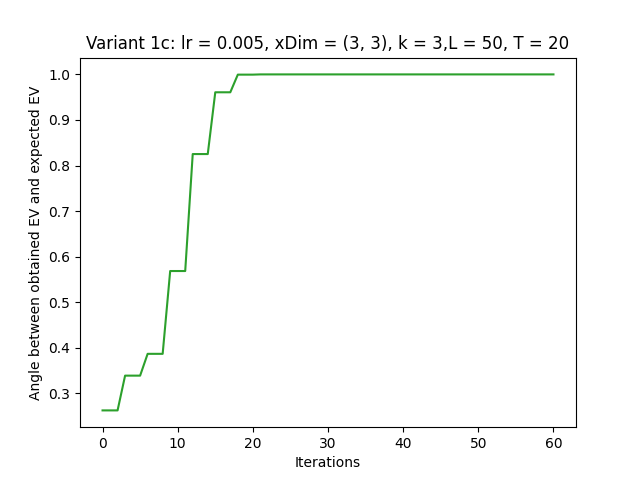 Variant 1c: lr = 0.005, xDim = (3, 3), k = 3,L = 50, T = 20
Angle between obtained EV and expected EV
1.0
0.9
0.8
0.7
0.6
0.5
0.4
0.3
0 10 20 30 40 50 60
Iterations